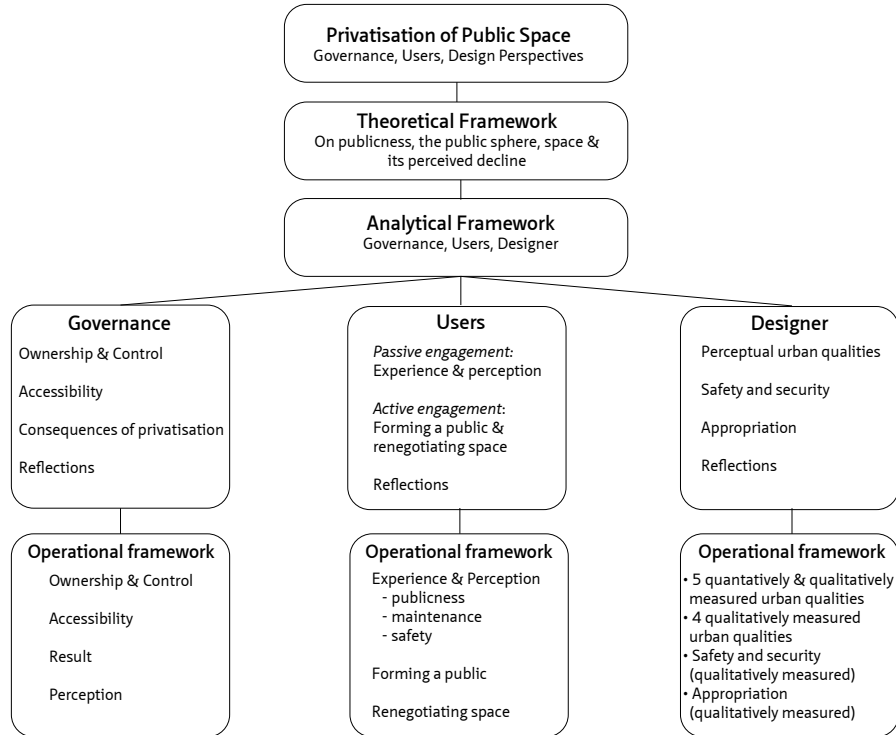 Privatisation of Public Space
Governance, Users, Design Perspectives
Theoretical Framework
On publicness, the public sphere, space &
its perceived decline
Analytical Framework
Governance, Users, Designer
Governance
Ownership & Control
Accessibility
Consequences of privatisation
Reflections
Users
Passive engagement:
Experience & perception
Active engagement:
Forming a public &
renegotiating space
Reflections
Designer
Perceptual urban qualities
Safety and security
Appropriation
Reflections
Operational framework
Ownership & Control
Accessibility
Result
Perception
Operational framework
Experience & Perception
- publicness
- maintenance
- safety
Forming a public
Renegotiating space
Operational framework
• 5 quantatively & qualitatively
measured urban qualities
• 4 qualitatively measured
urban qualities
• Safety and security
(qualitatively measured)
• Appropriation
(qualitatively measured)